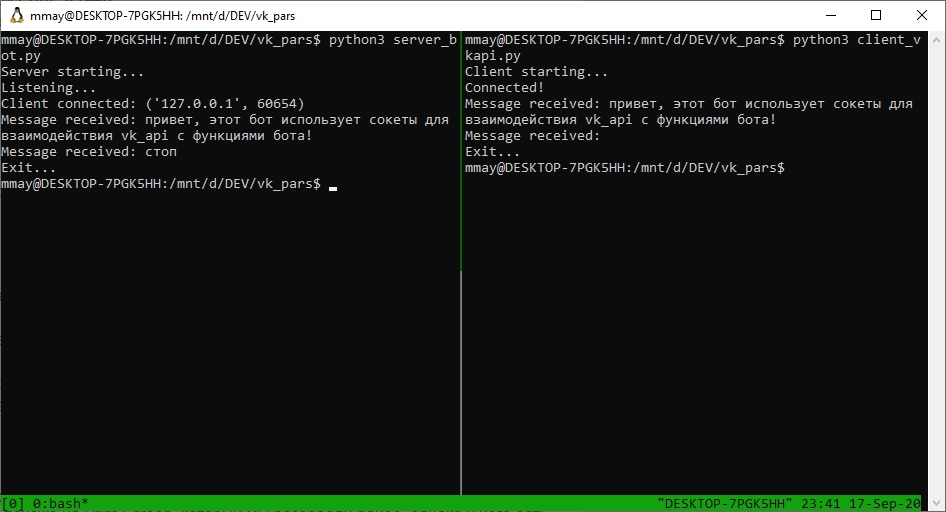 mmay@DESKTOP-7PGK5HH: /mnt/d/DEV/vk_pars
mmay@DESKTOP-7PGK5HH:/mnt/d/DEV/vk_pars$ python3 server_b
ot.py
Server starting...
Listening...
Client connected: ('127.0.0.1', 60654)
Message received: привет, этот бот использует сокеты для
взаимодействия vk_api с функциями бота!
Message received: стоп
Exit...
mmay@DESKTOP-7PGK5HH:/mnt/d/DEV/vk_pars$
mmay@DESKTOP-7PGK5HH:/mnt/d/DEV/vk_pars$ python3 client_v
kapi.py
Client starting...
Connected!
Message received: привет, этот бот использует сокеты для
взаимодействия vk_api с функциями бота!
Message received:
Exit...
mmay@DESKTOP-7PGK5HH:/mnt/d/DEV/vk_pars$
[0] 0:bash* "DESKTOP-7PGK5HH" 23:41 17-Sep-20